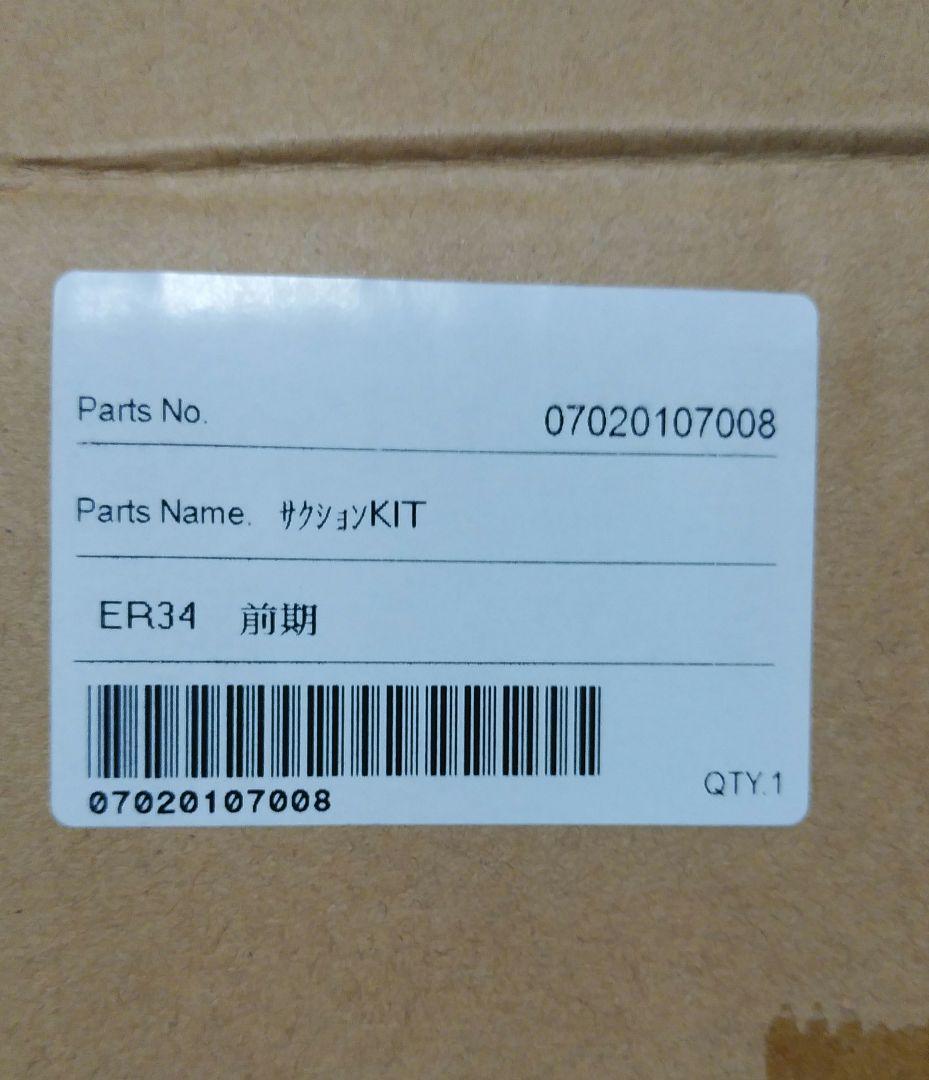 Parts No. 07020107008
Parts Name. ｻｸｼｮﾝKIT
ER34 前期
07020107008
QTY.1